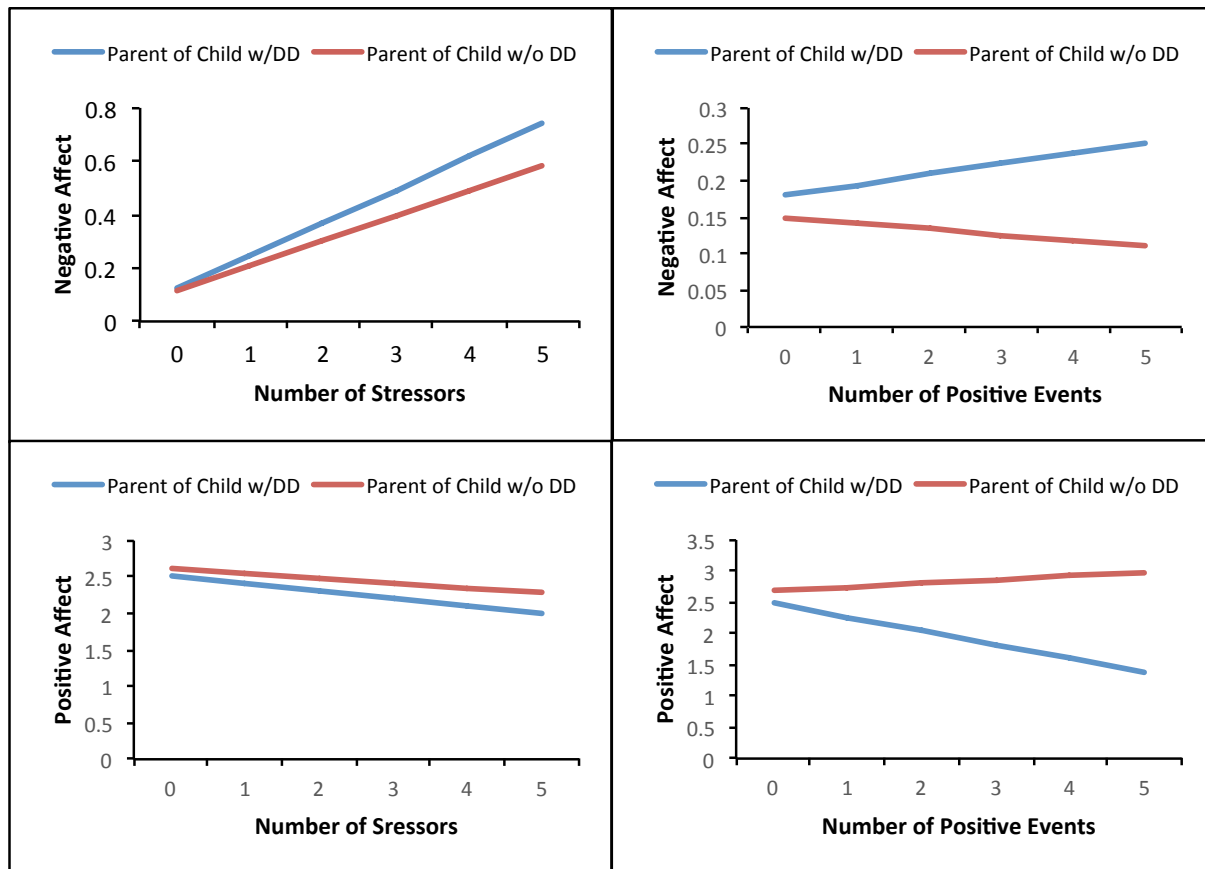 Parent of Child w/DD Parent of Child w/o DD
0.8
0.6
0.4
0.2
0
Negative Affect
0 1 2 3 4 5
Number of Stressors
Parent of Child w/DD Parent of Child w/o DD
0.3
0.25
0.2
0.15
0.1
0.05
0
Negative Affect
0 1 2 3 4 5
Number of Positive Events
Parent of Child w/DD Parent of Child w/o DD
3
2.5
2
1.5
1
0.5
0
Positive Affect
0 1 2 3 4 5
Number of Sressors
Parent of Child w/DD Parent of Child w/o DD
3.5
3
2.5
2
1.5
1
0.5
0
Positive Affect
0 1 2 3 4 5
Number of Positive Events